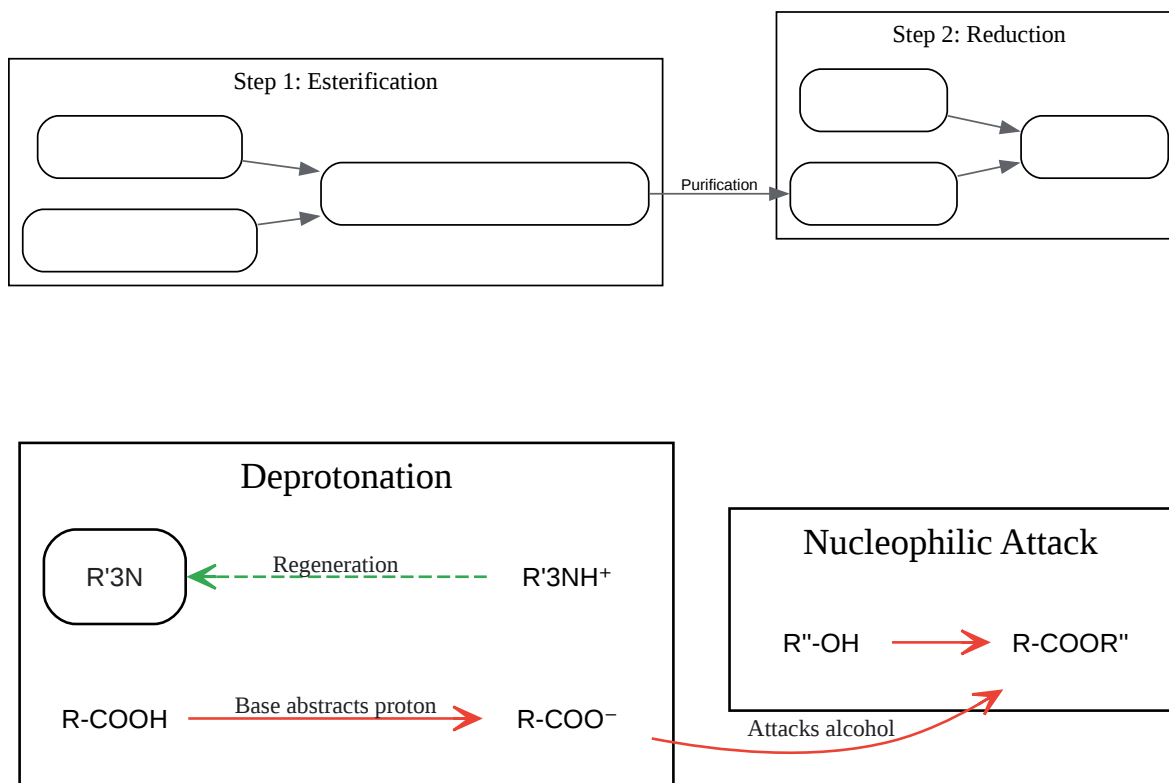 Step 2: Reduction
Step 1: Esterification
Purification
Deprotonation
Nucleophilic Attack
R'3N
Regeneration
R'3NH⁺
R''-OH
R-COOR''
R-COOH
Base abstracts proton
R-COO⁻
Attacks alcohol